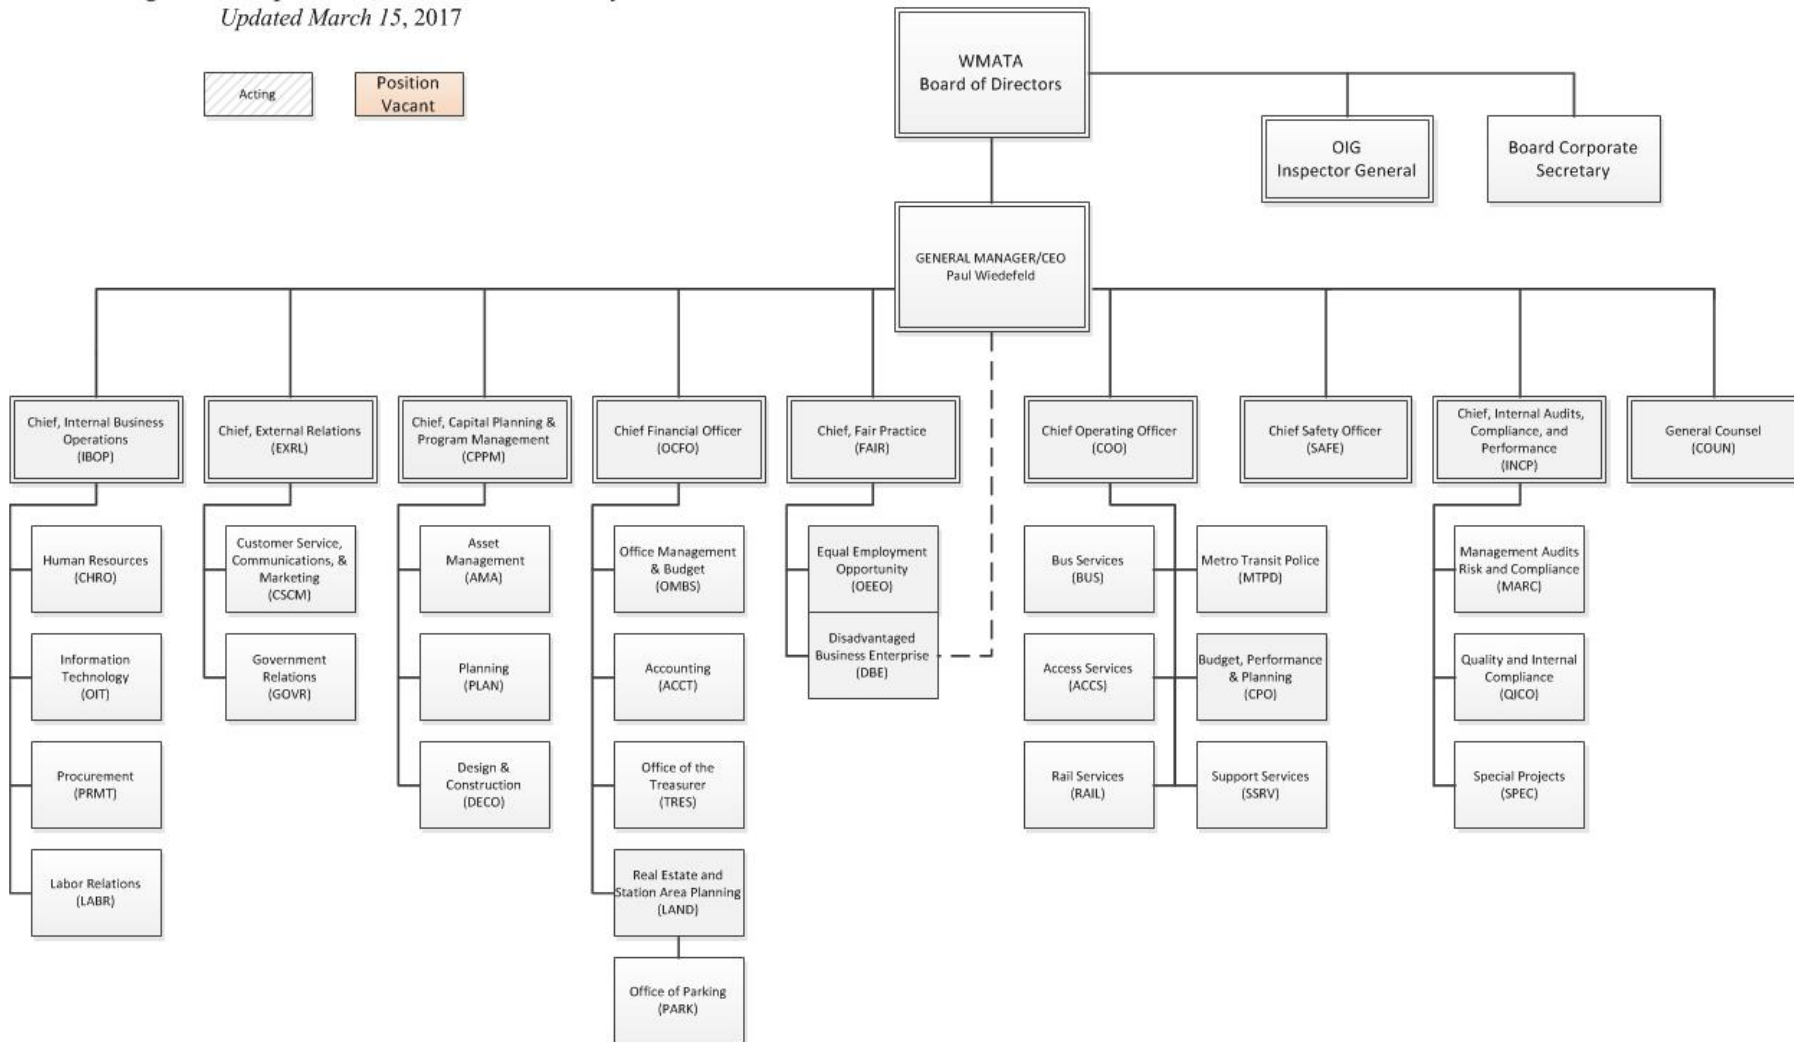 Updated March 15, 2017
Acting
Position
Vacant
WMATA
Board of Directors
OIG
Inspector General
Board Corporate
Secretary
GENERAL MANAGER/CEO
Paul Wiedefeld
Chief, Internal Business
Operations
(IBOP)
Chief, External Relations
(EXRL)
Chief, Capital Planning &
Program Management
(CPPM)
Chief Financial Officer
(OCFO)
Chief, Fair Practice
(FAIR)
Chief Operating Officer
(COO)
Chief Safety Officer
(SAFE)
Chief, Internal Audits,
Compliance, and
Performance
(INCP)
General Counsel
(COUN)
Human Resources
(CHRO)
Information
Technology
(OIT)
Procurement
(PRMT)
Labor Relations
(LABR)
Customer Service,
Communications, &
Marketing
(CSCM)
Government
Relations
(GOVR)
Asset
Management
(AMA)
Planning
(PLAN)
Design &
Construction
(DECO)
Office Management
& Budget
(OMBS)
Accounting
(ACCT)
Office of the
Treasurer
(TRES)
Real Estate and
Station Area Planning
(LAND)
Office of Parking
(PARK)
Equal Employment
Opportunity
(OEEO)
Disadvantaged
Business Enterprise
(DBE)
Bus Services
(BUS)
Access Services
(ACCS)
Rail Services
(RAIL)
Metro Transit Police
(MTPD)
Budget, Performance
& Planning
(CPO)
Support Services
(SSRV)
Management Audits
Risk and Compliance
(MARC)
Quality and Internal
Compliance
(QICO)
Special Projects
(SPEC)